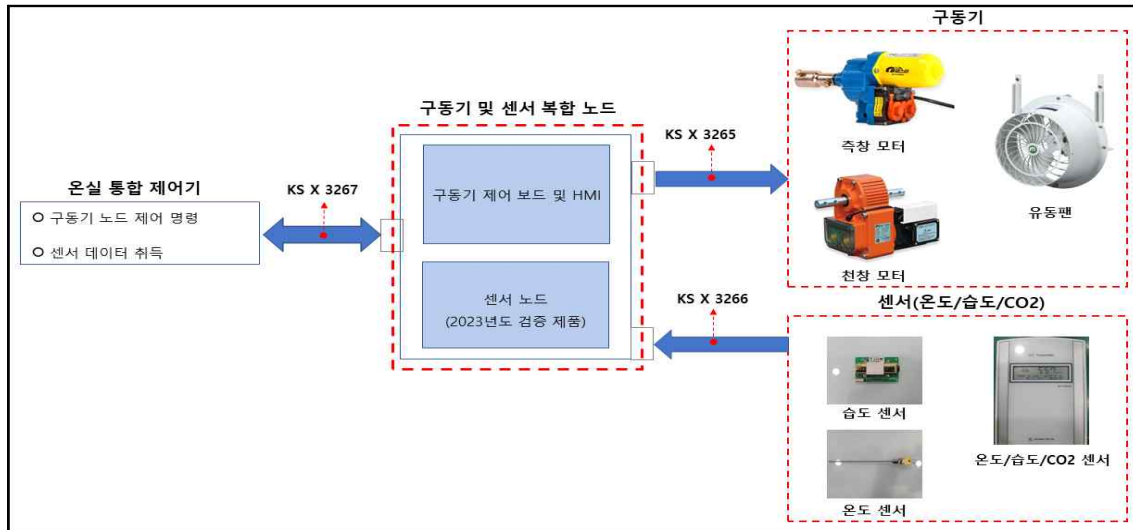 구동기
측창 모터
유동팬
천창 모터
구동기 및 센서 복합 노드
KS X 3265
구동기 제어 보드 및 HMI
온실 통합 제어기
KS X 3267
구동기 노드 제어 명령
센서 데이터 취득
센서 노드
(2023년도 검증 제품)
KS X 3266
센서(온도/습도/CO2)
습도 센서
온도/습도/CO2 센서
온도 센서